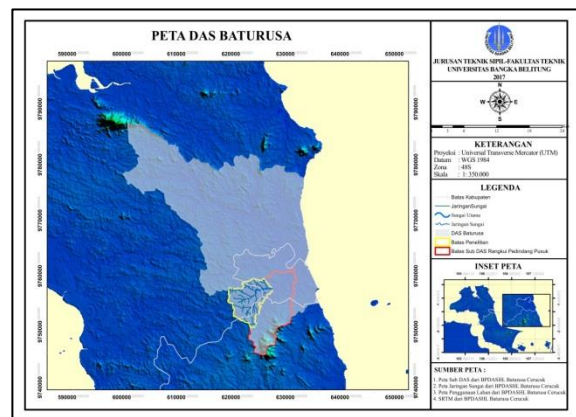 PETA DAS BATURUSA
590000 600000 610000 620000 630000 640000 650000
9790000
9780000
9770000
9760000
9750000
9740000
JURUSAN TEKNIK SIPIL-FAKULTAS TEKNIK
UNIVERSITAS BANGKA BELITUNG
2017
N
W E
S
KETERANGAN
Proyeksi : Universal Transverse Mercator (UTM)
Datum : WGS 1984
Zona : 48S
Skala : 1: 350.000
LEGENDA
Batas Kabupaten
JaringanSungai
Sungai Utama
Jaringan Sungai
DAS Baturusa
Batas Penelitian
Batas Sub DAS Rangkui Pedindang Pusuk
INSET PETA
SUMBER PETA :
1. Peta Sub DAS dari BPDASHL Baturusa Cerucuk
2. Peta Jaringan Sungai dari BPDASHL Baturusa Cerucuk
3. Peta Penggunaan Lahan dari BPDASHL Baturusa Cerucuk
4. SRTM dari BPDASHL Baturusa Cerucuk